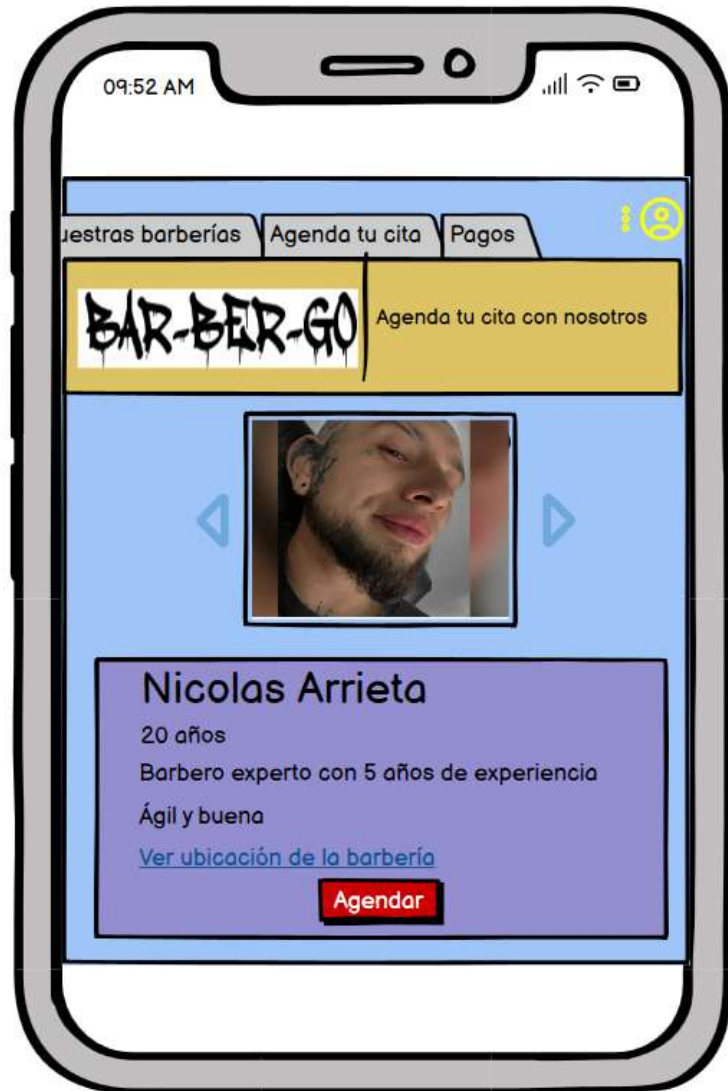 09:52 AM
uestras barberías
Agenda tu cita
Pagos
BAR-BER-GO
Agenda tu cita con nosotros
Nicolas Arrieta
20 años
Barbero experto con 5 años de experiencia
Ágil y buena
Ver ubicación de la barbería
Agendar